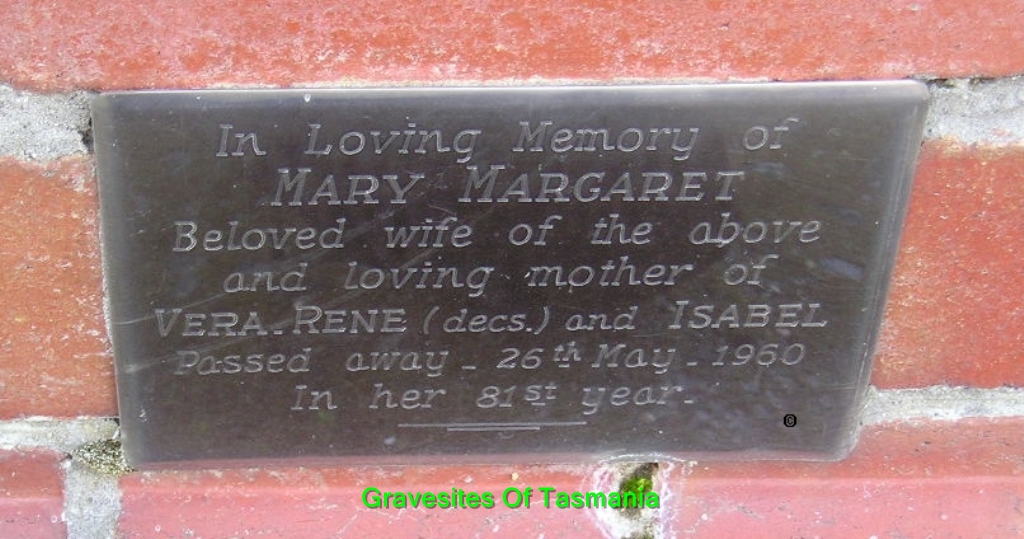 In Loving Memory of
MARY MARGARET
Beloved wife of the above
and loving mother of
VERA. RENE (decs.) and ISABEL
Passed away - 26th May - 1960
In her 81st year.
©
Gravesites Of Tasmania